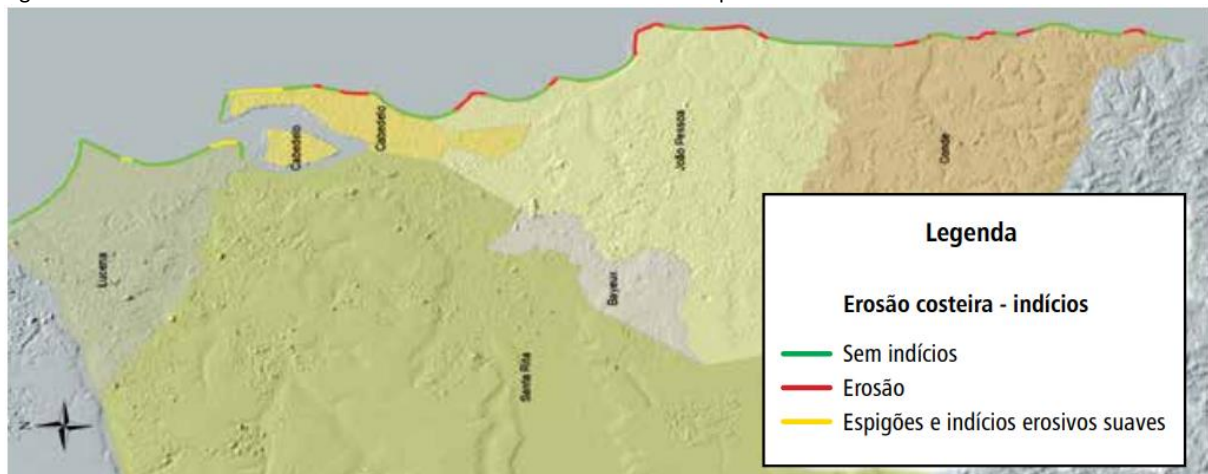 Lucena
Cabedelo
Cabedelo
Santa Rita
Bayeux
João Pessoa
Conde
N
Legenda
Erosão costeira - indícios
Sem indícios
Erosão
Espigões e indícios erosivos suaves